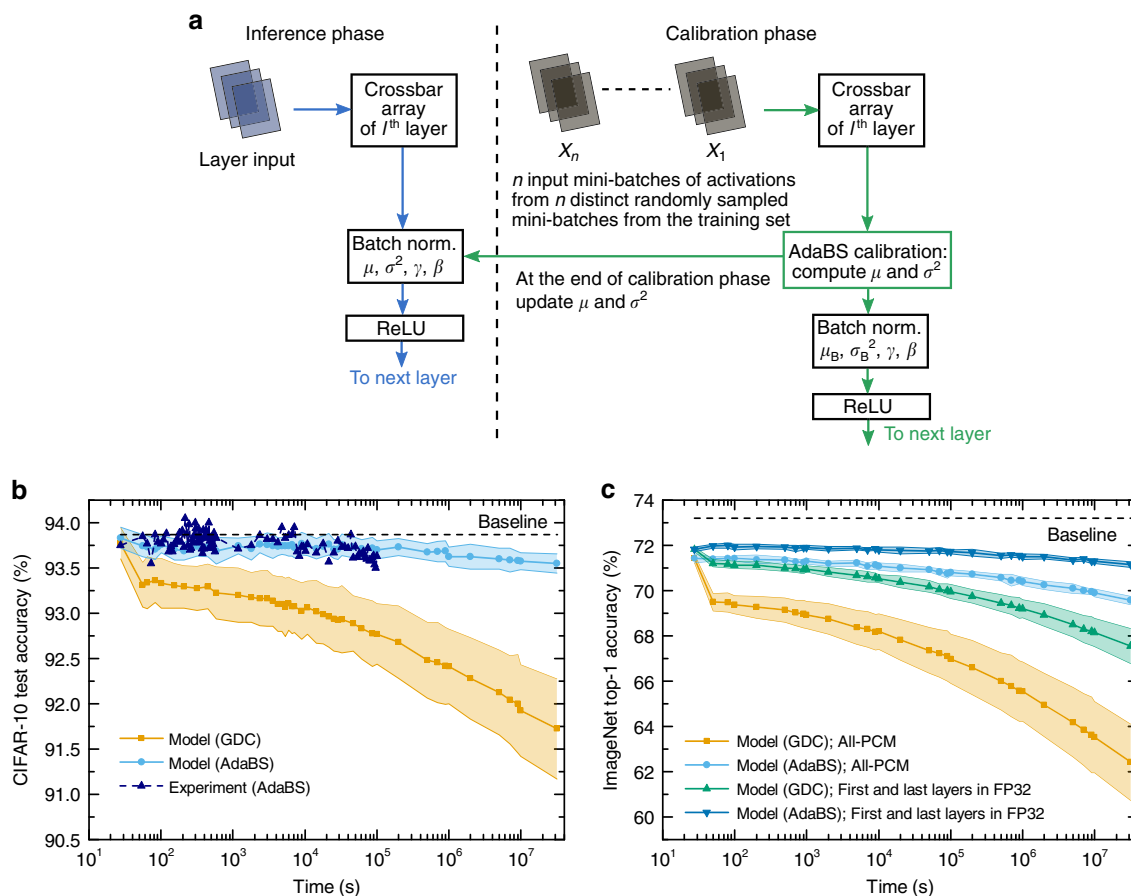 a
Inference phase
Calibration phase
Crossbar
array
of lᵗʰ layer
Crossbar
array
of lᵗʰ layer
Layer input
Xₙ
X₁
n input mini-batches of activations
from n distinct randomly sampled
mini-batches from the training set
Batch norm.
μ, σ², γ, β
AdaBS calibration:
compute μ and σ²
At the end of calibration phase
update μ and σ²
ReLU
Batch norm.
μ_B, σ_B², γ, β
To next layer
ReLU
To next layer
b
CIFAR-10 test accuracy (%)
94.0
93.5
93.0
92.5
92.0
91.5
91.0
90.5
Baseline
Model (GDC)
Model (AdaBS)
Experiment (AdaBS)
10¹ 10² 10³ 10⁴ 10⁵ 10⁶ 10⁷
Time (s)
c
ImageNet top-1 accuracy (%)
74
72
70
68
66
64
62
60
Baseline
Model (GDC); All-PCM
Model (AdaBS); All-PCM
Model (GDC); First and last layers in FP32
Model (AdaBS); First and last layers in FP32
10¹ 10² 10³ 10⁴ 10⁵ 10⁶ 10⁷
Time (s)